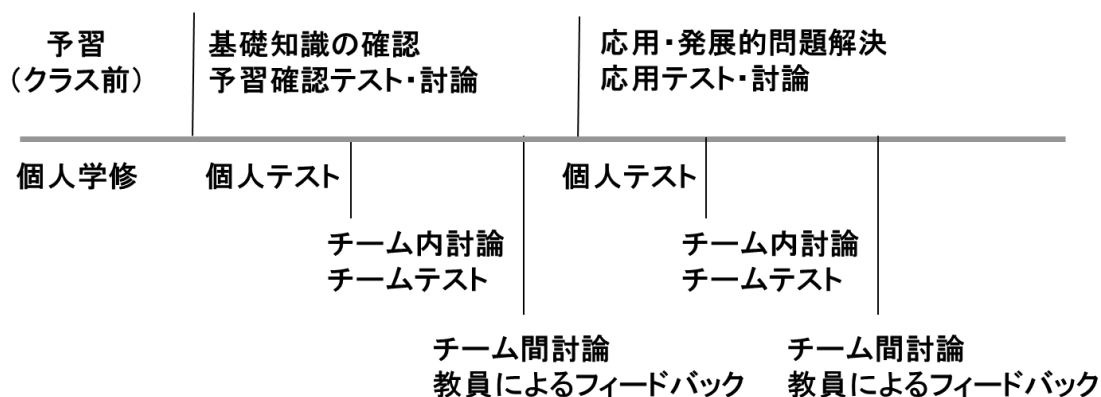 予習
(クラス前)
基礎知識の確認
予習確認テスト・討論
応用・発展的問題解決
応用テスト・討論
個人学修
個人テスト
個人テスト
チーム内討論
チームテスト
チーム内討論
チームテスト
チーム間討論
教員によるフィードバック
チーム間討論
教員によるフィードバック